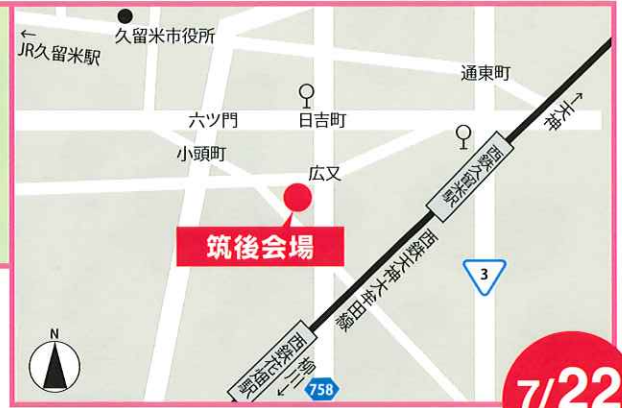 久留米市役所
←
JR久留米駅
通東町
←天神
六ツ門
日吉町
小頭町
広又
西鉄久留米駅
筑後会場
西鉄天神大牟田線
3
N
柳川→
西鉄花畑駅
758
7/22